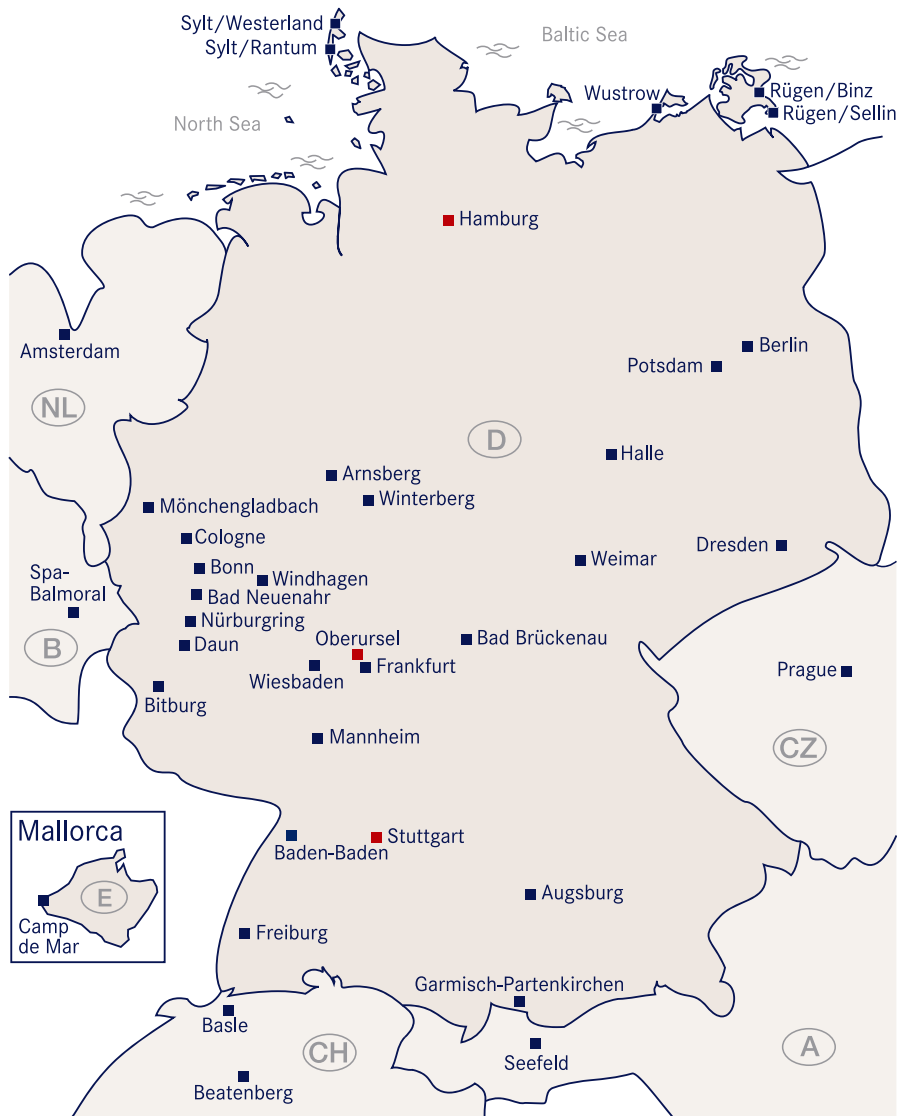 Sylt/Westerland
Sylt/Rantum
Baltic Sea
Wustrow
Rügen/Binz
Rügen/Sellin
North Sea
Hamburg
Amsterdam
Berlin
Potsdam
NL
D
Halle
Arnsberg
Winterberg
Mönchengladbach
Cologne
Dresden
Weimar
Bonn
Windhagen
Spa-
Balmoral
Bad Neuenahr
Nürburgring
B
Oberursel
Bad Brückenau
Daun
Frankfurt
Wiesbaden
Prague
Bitburg
Mannheim
CZ
Mallorca
E
Camp
de Mar
Stuttgart
Baden-Baden
Augsburg
Freiburg
Garmisch-Partenkirchen
Basle
CH
Seefeld
A
Beatenberg